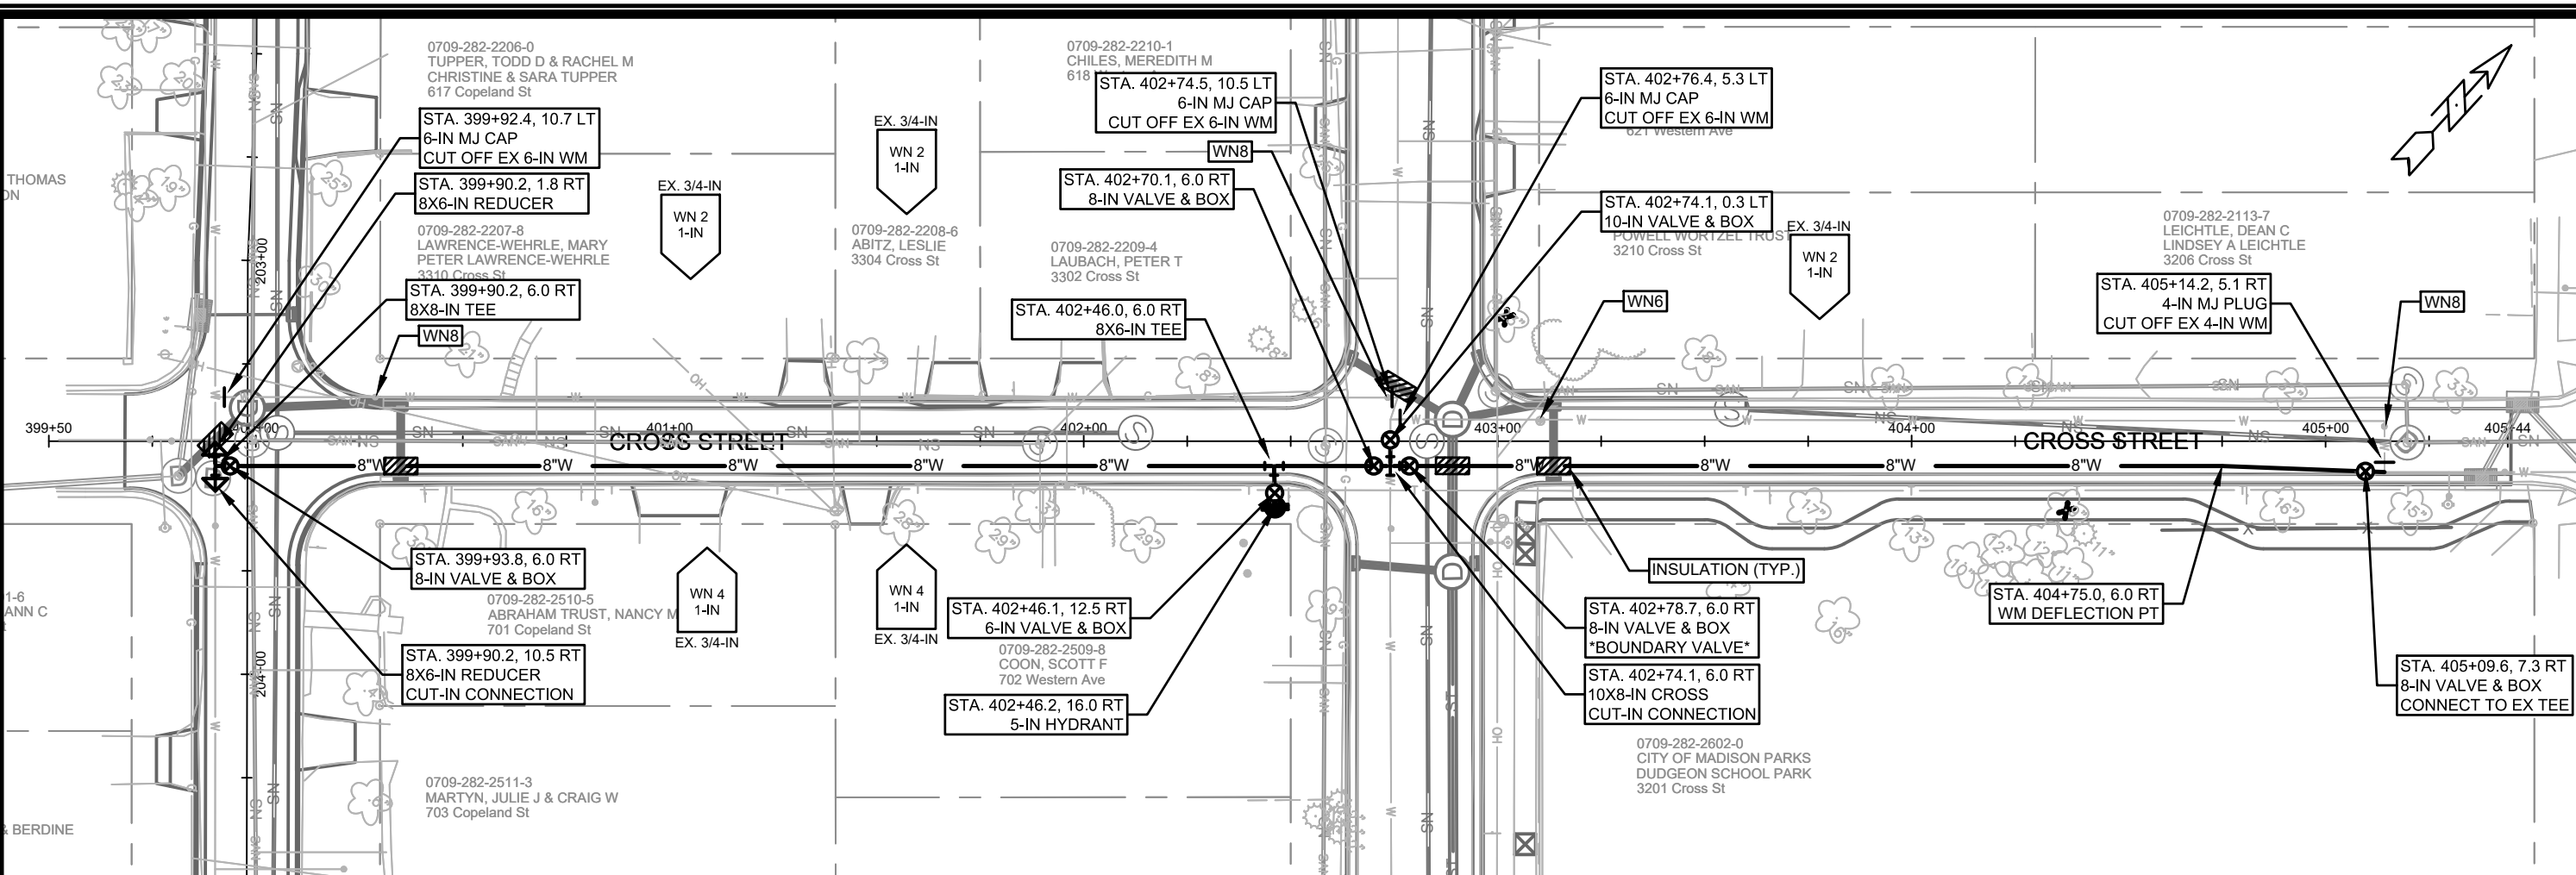 0709-282-2206-0
TUPPER, TODD D & RACHEL M
CHRISTINE & SARA TUPPER
617 Copeland St
STA. 399+92.4, 10.7 LT
6-IN MJ CAP
CUT OFF EX 6-IN WM
STA. 399+90.2, 1.8 RT
8X6-IN REDUCER
0709-282-2207-8
LAWRENCE-WEHRLE, MARY
PETER LAWRENCE-WEHRLE
3310 Cross St
STA. 399+90.2, 6.0 RT
8X8-IN TEE
WN8
THOMAS
203+00
EX. 3/4-IN
WN 2
1-IN
EX. 3/4-IN
WN 2
1-IN
0709-282-2208-6
ABITZ, LESLIE
3304 Cross St
0709-282-2210-1
CHILES, MEREDITH M
618
STA. 402+74.5, 10.5 LT
6-IN MJ CAP
CUT OFF EX 6-IN WM
WN8
STA. 402+70.1, 6.0 RT
8-IN VALVE & BOX
0709-282-2209-4
LAUBACH, PETER T
3302 Cross St
STA. 402+46.0, 6.0 RT
8X6-IN TEE
STA. 402+76.4, 5.3 LT
6-IN MJ CAP
CUT OFF EX 6-IN WM
621 Western Ave
STA. 402+74.1, 0.3 LT
10-IN VALVE & BOX
POWELL WORTZEL TRUST
3210 Cross St
EX. 3/4-IN
WN 2
1-IN
WN6
0709-282-2113-7
LEICHTLE, DEAN C
LINDSEY A LEICHTLE
3206 Cross St
STA. 405+14.2, 5.1 RT
4-IN MJ PLUG
CUT OFF EX 4-IN WM
WN8
399+50
401+00
CROSS STREET
402+00
403+00
404+00
CROSS STREET
405+00
405+44
8"W
8"W
8"W
8"W
8"W
8"W
8"W
8"W
8"W
STA. 399+93.8, 6.0 RT
8-IN VALVE & BOX
0709-282-2510-5
ABRAHAM TRUST, NANCY M
701 Copeland St
STA. 399+90.2, 10.5 RT
8X6-IN REDUCER
CUT-IN CONNECTION
204+00
ANN C
WN 4
1-IN
EX. 3/4-IN
WN 4
1-IN
EX. 3/4-IN
STA. 402+46.1, 12.5 RT
6-IN VALVE & BOX
0709-282-2509-8
COON, SCOTT F
702 Western Ave
STA. 402+46.2, 16.0 RT
5-IN HYDRANT
INSULATION (TYP.)
STA. 402+78.7, 6.0 RT
8-IN VALVE & BOX
*BOUNDARY VALVE*
STA. 402+74.1, 6.0 RT
10X8-IN CROSS
CUT-IN CONNECTION
0709-282-2602-0
CITY OF MADISON PARKS
DUDGEON SCHOOL PARK
3201 Cross St
STA. 404+75.0, 6.0 RT
WM DEFLECTION PT
STA. 405+09.6, 7.3 RT
8-IN VALVE & BOX
CONNECT TO EX TEE
0709-282-2511-3
MARTYN, JULIE J & CRAIG W
703 Copeland St
& BERDINE